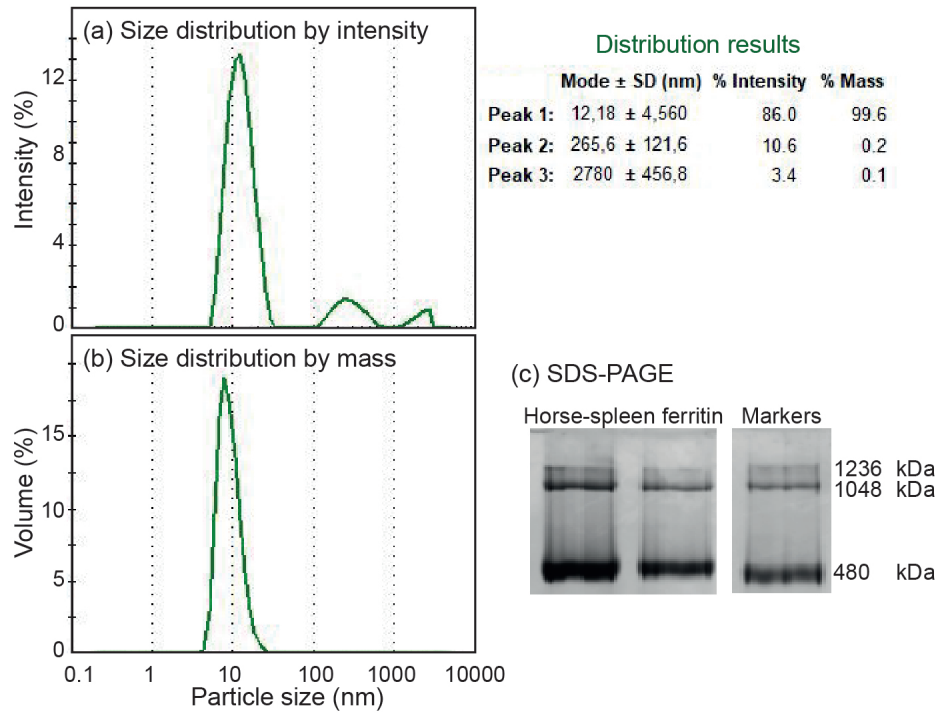 (a) Size distribution by intensity
Intensity (%)
12
8
4
0
Distribution results
Mode ± SD (nm) % Intensity % Mass
Peak 1: 12,18 ± 4,560 86.0 99.6
Peak 2: 265,6 ± 121,6 10.6 0.2
Peak 3: 2780 ± 456,8 3.4 0.1
(b) Size distribution by mass
Volume (%)
15
10
5
0
0.1 1 10 100 1000 10000
Particle size (nm)
(c) SDS-PAGE
Horse-spleen ferritin Markers
1236 kDa
1048 kDa
480 kDa